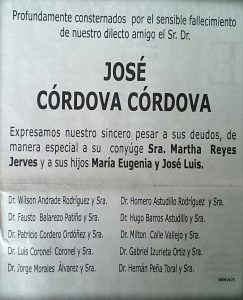 Profundamente consternados por el sensible fallecimiento
de nuestro dilecto amigo el Sr. Dr.
JOSÉ
CÓRDOVA CÓRDOVA
Expresamos nuestro sincero pesar a sus deudos, de
manera especial a su conyúge Sra. Martha Reyes
Jerves y a sus hijos María Eugenia y José Luis.
Dr. Wilson Andrade Rodríguez y Sra.
Dr. Fausto Balarezo Patiño y Sra.
Dr. Patricio Cordero Ordóñez y Sra.
Dr. Luis Coronel Coronel y Sra.
Dr. Jorge Morales Álvarez y Sra.
Dr. Homero Astudillo Rodríguez y Sra.
Dr. Hugo Barros Astudillo y Sra.
Dr. Milton Calle Vallejo y Sra.
Dr. Gabriel Izurieta Ortiz y Sra.
Dr. Hernán Peña Toral y Sra.